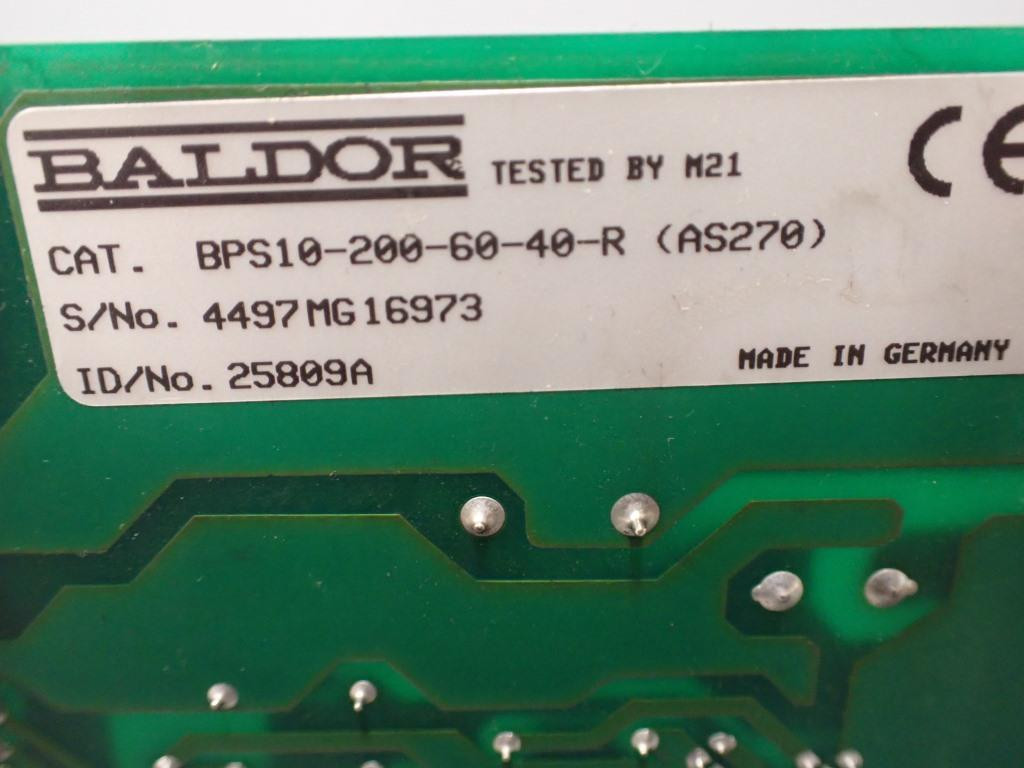 BALDOR TESTED BY M21 CE
CAT. BPS10-200-60-40-R (AS270)
S/No. 4497MG16973
ID/No. 25809A MADE IN GERMANY